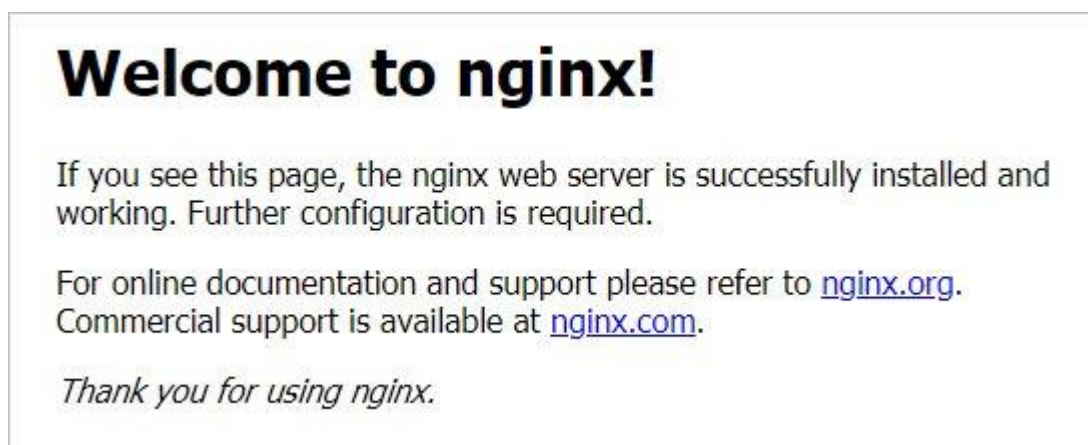 Welcome to nginx!
If you see this page, the nginx web server is successfully installed and
working. Further configuration is required.
For online documentation and support please refer to nginx.org.
Commercial support is available at nginx.com.
Thank you for using nginx.